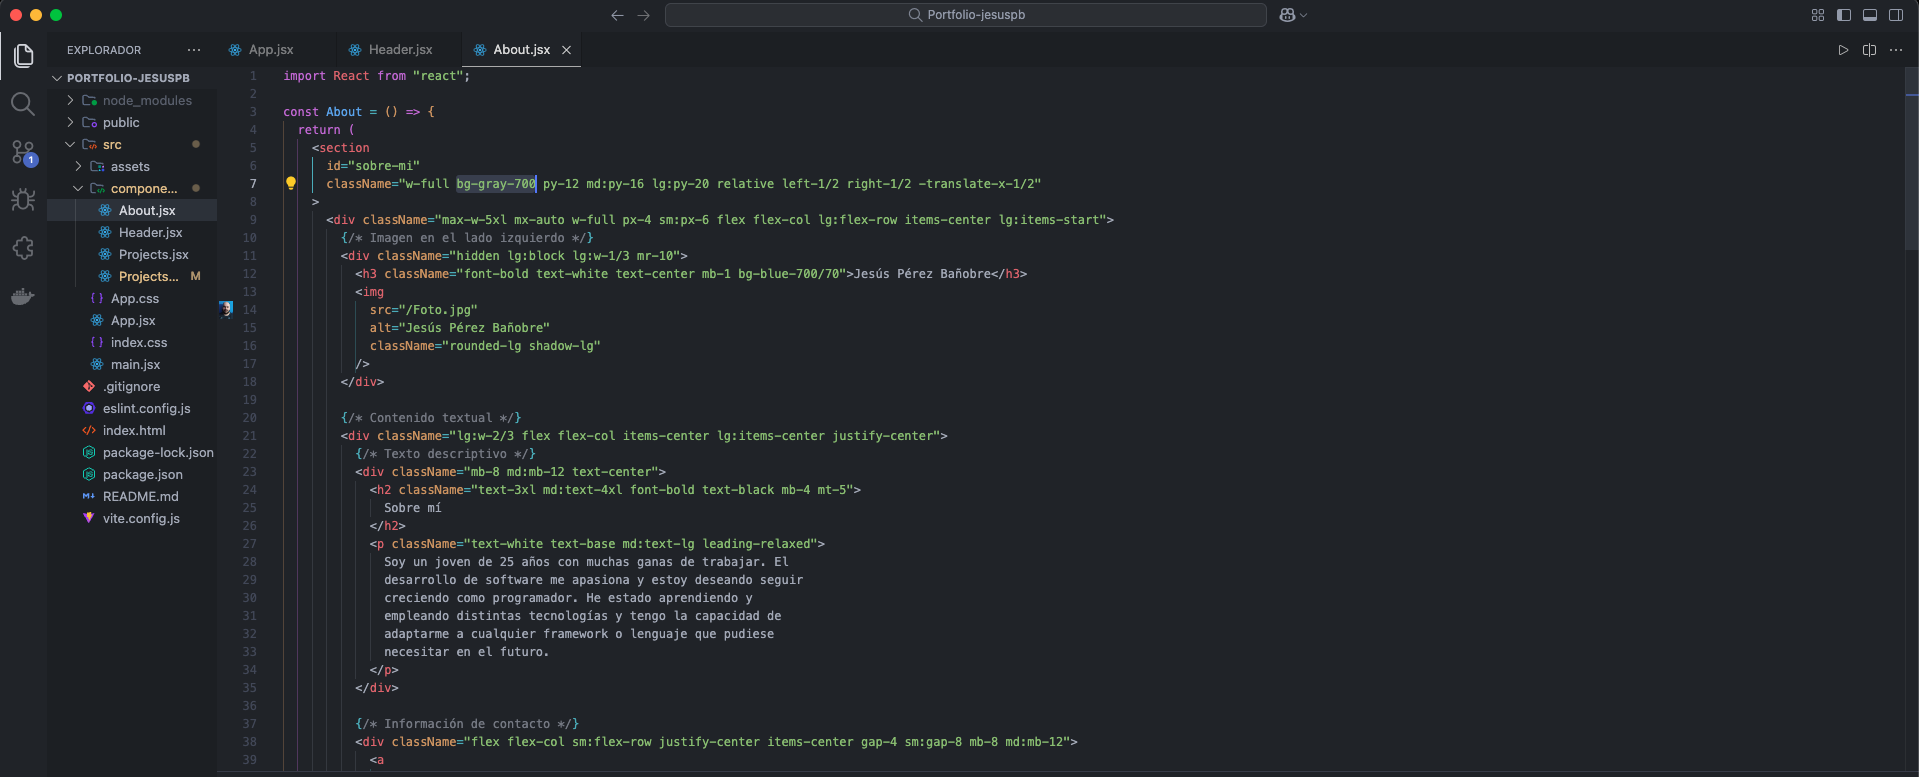 Portfolio-jesuspb
EXPLORADOR
App.jsx
Header.jsx
About.jsx
PORTFOLIO-JESUSPB
node_modules
public
src
assets
compone...
About.jsx
Header.jsx
Projects.jsx
Projects... M
App.css
App.jsx
index.css
main.jsx
.gitignore
eslint.config.js
index.html
package-lock.json
package.json
README.md
vite.config.js
1
1 import React from "react";
2
3 const About = () => {
4 return (
5 <section
6 id="sobre-mi"
7 className="w-full bg-gray-700 py-12 md:py-16 lg:py-20 relative left-1/2 right-1/2 -translate-x-1/2"
8 >
9 <div className="max-w-5xl mx-auto w-full px-4 sm:px-6 flex flex-col lg:flex-row items-center lg:items-start">
10 {/* Imagen en el lado izquierdo */}
11 <div className="hidden lg:block lg:w-1/3 mr-10">
12 <h3 className="font-bold text-white text-center mb-1 bg-blue-700/70">Jesús Pérez Bañobre</h3>
13 <img
14 src="/Foto.jpg"
15 alt="Jesús Pérez Bañobre"
16 className="rounded-lg shadow-lg"
17 />
18 </div>
19
20 {/* Contenido textual */}
21 <div className="lg:w-2/3 flex flex-col items-center lg:items-center justify-center">
22 {/* Texto descriptivo */}
23 <div className="mb-8 md:mb-12 text-center">
24 <h2 className="text-3xl md:text-4xl font-bold text-black mb-4 mt-5">
25 Sobre mí
26 </h2>
27 <p className="text-white text-base md:text-lg leading-relaxed">
28 Soy un joven de 25 años con muchas ganas de trabajar. El
29 desarrollo de software me apasiona y estoy deseando seguir
30 creciendo como programador. He estado aprendiendo y
31 empleando distintas tecnologías y tengo la capacidad de
32 adaptarme a cualquier framework o lenguaje que pudiese
33 necesitar en el futuro.
34 </p>
35 </div>
36
37 {/* Información de contacto */}
38 <div className="flex flex-col sm:flex-row justify-center items-center gap-4 sm:gap-8 mb-8 md:mb-12">
39 <a